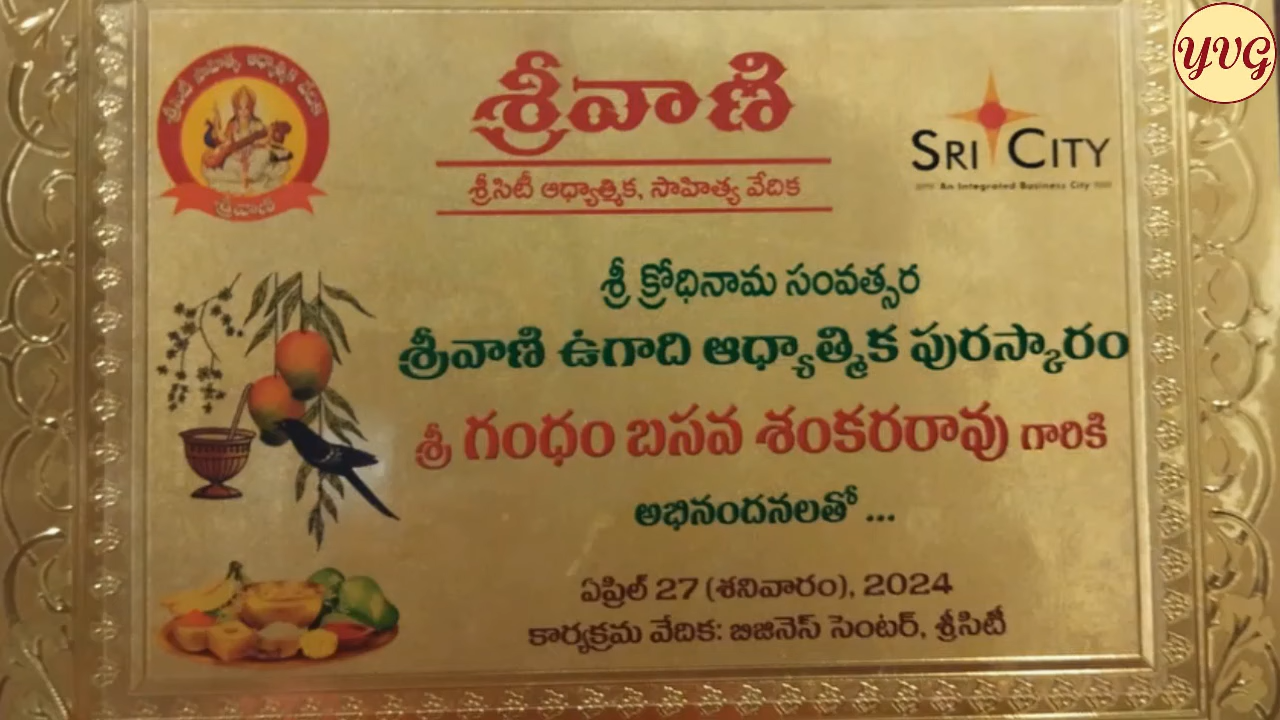 శ్రీసిటీ సాహిత్య ఆధ్యాత్మిక వేదిక
శ్రీవాణి
శ్రీవాణి
శ్రీసిటీ ఆధ్యాత్మిక, సాహిత్య వేదిక
SRI CITY
An Integrated Business City
YVG
శ్రీ క్రోధినామ సంవత్సర
శ్రీవాణి ఉగాది ఆధ్యాత్మిక పురస్కారం
శ్రీ గంధం బసవ శంకరరావు గారికి
అభినందనలతో ...
ఏప్రిల్ 27 (శనివారం), 2024
కార్యక్రమ వేదిక: బిజినెస్ సెంటర్, శ్రీసిటీ